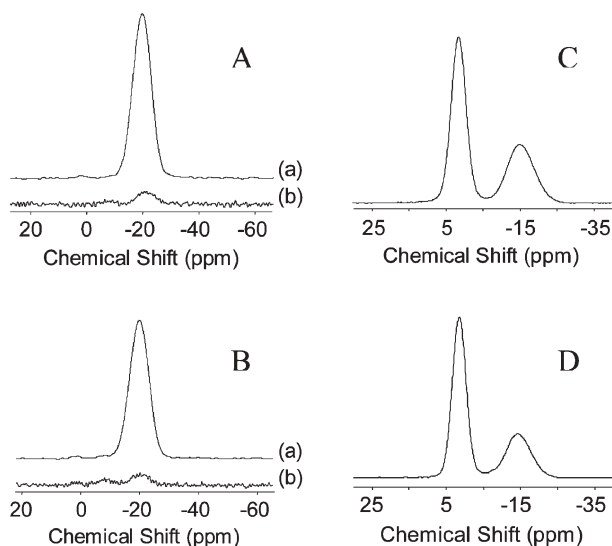 A
(a)
(b)
20 0 -20 -40 -60
Chemical Shift (ppm)
C
25 5 -15 -35
Chemical Shift (ppm)
B
(a)
(b)
20 0 -20 -40 -60
Chemical Shift (ppm)
D
25 5 -15 -35
Chemical Shift (ppm)